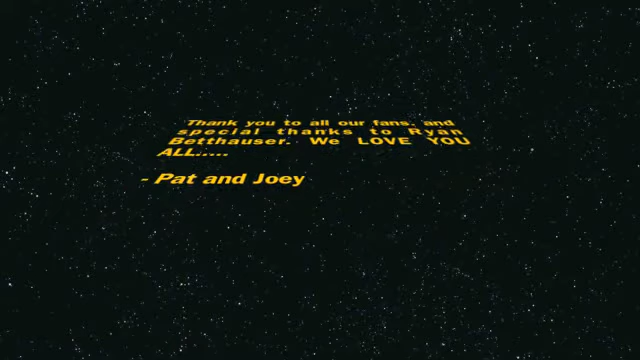 Thank you to all our fans, and
special thanks to Ryan
Betthauser. We LOVE YOU
ALL.....
- Pat and Joey